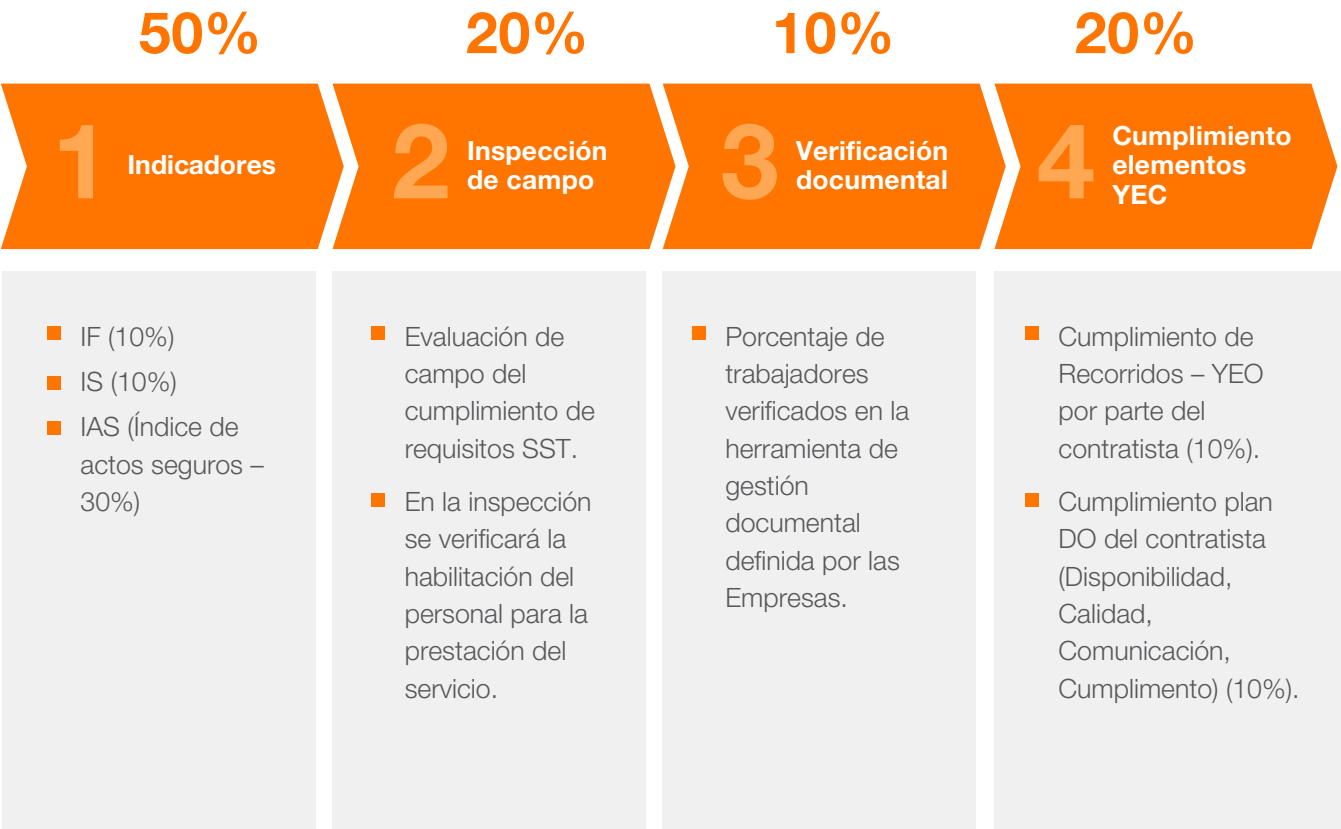 50%
20%
10%
20%
1
Indicadores
2
Inspección
de campo
3
Verificación
documental
4
Cumplimiento
elementos
YEC
IF (10%)
IS (10%)
IAS (Índice de
actos seguros –
30%)
Evaluación de
campo del
cumplimiento de
requisitos SST.
En la inspección
se verificará la
habilitación del
personal para la
prestación del
servicio.
Porcentaje de
trabajadores
verificados en la
herramienta de
gestión
documental
definida por las
Empresas.
Cumplimiento de
Recorridos – YEO
por parte del
contratista (10%).
Cumplimiento plan
DO del contratista
(Disponibilidad,
Calidad,
Comunicación,
Cumplimento) (10%).